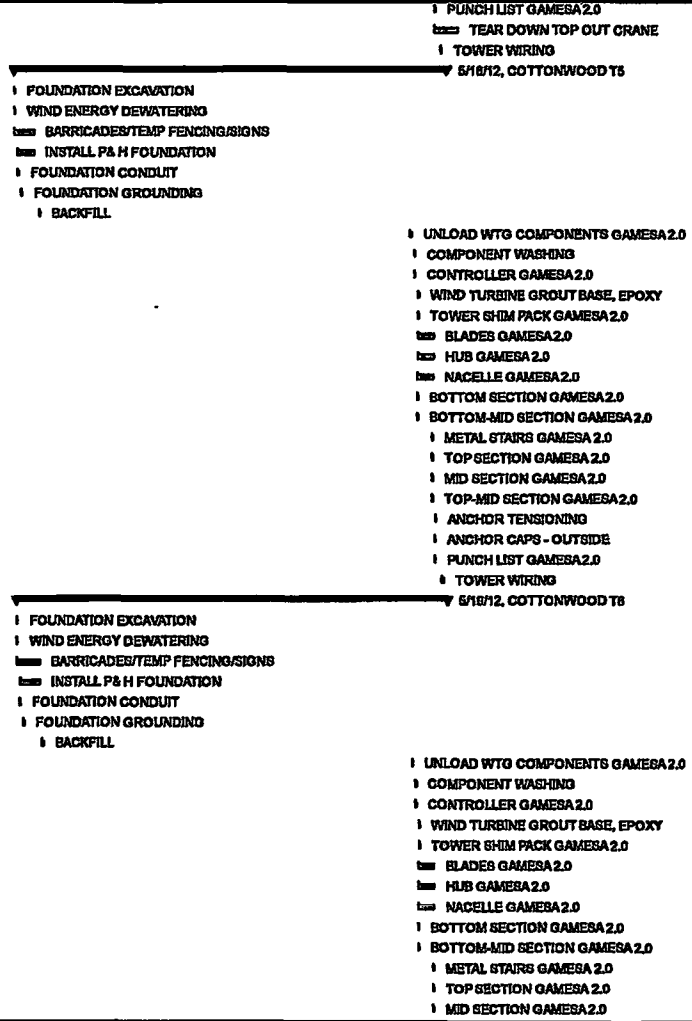 PUNCH LIST GAMESA 2.0
TEAR DOWN TOP OUT CRANE
TOWER WIRING
5/16/12, COTTONWOOD T5
FOUNDATION EXCAVATION
WIND ENERGY DEWATERING
BARRICADES/TEMP FENCING/SIGNS
INSTALL P& H FOUNDATION
FOUNDATION CONDUIT
FOUNDATION GROUNDING
BACKFILL
UNLOAD WTG COMPONENTS GAMESA 2.0
COMPONENT WASHING
CONTROLLER GAMESA 2.0
WIND TURBINE GROUT BASE, EPOXY
TOWER SHIM PACK GAMESA 2.0
BLADES GAMESA 2.0
HUB GAMESA 2.0
NACELLE GAMESA 2.0
BOTTOM SECTION GAMESA 2.0
BOTTOM-MID SECTION GAMESA 2.0
METAL STAIRS GAMESA 2.0
TOP SECTION GAMESA 2.0
MID SECTION GAMESA 2.0
TOP-MID SECTION GAMESA 2.0
ANCHOR TENSIONING
ANCHOR CAPS - OUTSIDE
PUNCH LIST GAMESA 2.0
TOWER WIRING
5/16/12, COTTONWOOD T6
FOUNDATION EXCAVATION
WIND ENERGY DEWATERING
BARRICADES/TEMP FENCING/SIGNS
INSTALL P& H FOUNDATION
FOUNDATION CONDUIT
FOUNDATION GROUNDING
BACKFILL
UNLOAD WTG COMPONENTS GAMESA 2.0
COMPONENT WASHING
CONTROLLER GAMESA 2.0
WIND TURBINE GROUT BASE, EPOXY
TOWER SHIM PACK GAMESA 2.0
BLADES GAMESA 2.0
HUB GAMESA 2.0
NACELLE GAMESA 2.0
BOTTOM SECTION GAMESA 2.0
BOTTOM-MID SECTION GAMESA 2.0
METAL STAIRS GAMESA 2.0
TOP SECTION GAMESA 2.0
MID SECTION GAMESA 2.0